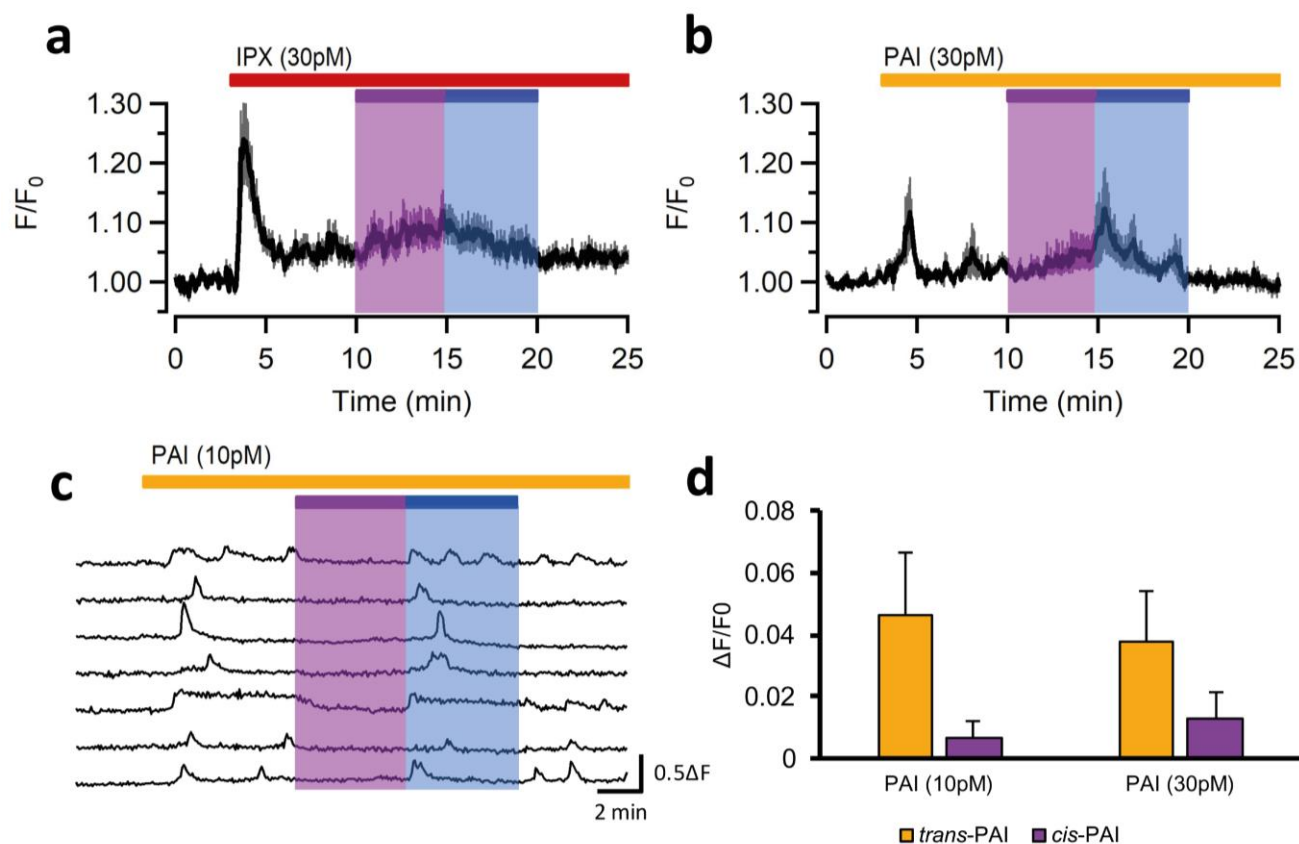 a
IPX (30pM)
1.30
1.20
1.10
1.00
F/F0
0 5 10 15 20 25
Time (min)
b
PAI (30pM)
1.30
1.20
1.10
1.00
F/F0
0 5 10 15 20 25
Time (min)
c
PAI (10pM)
0.5ΔF
2 min
d
0.08
0.06
0.04
0.02
0
ΔF/F0
PAI (10pM) PAI (30pM)
trans-PAI cis-PAI